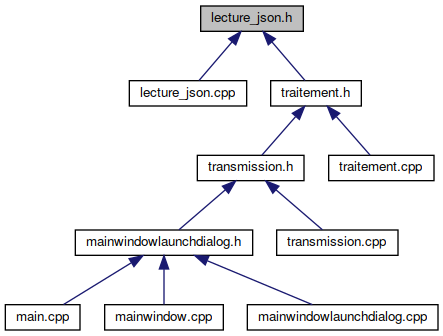 lecture_json.h
lecture_json.cpp
traitement.h
transmission.h
traitement.cpp
mainwindowlaunchdialog.h
transmission.cpp
main.cpp
mainwindow.cpp
mainwindowlaunchdialog.cpp